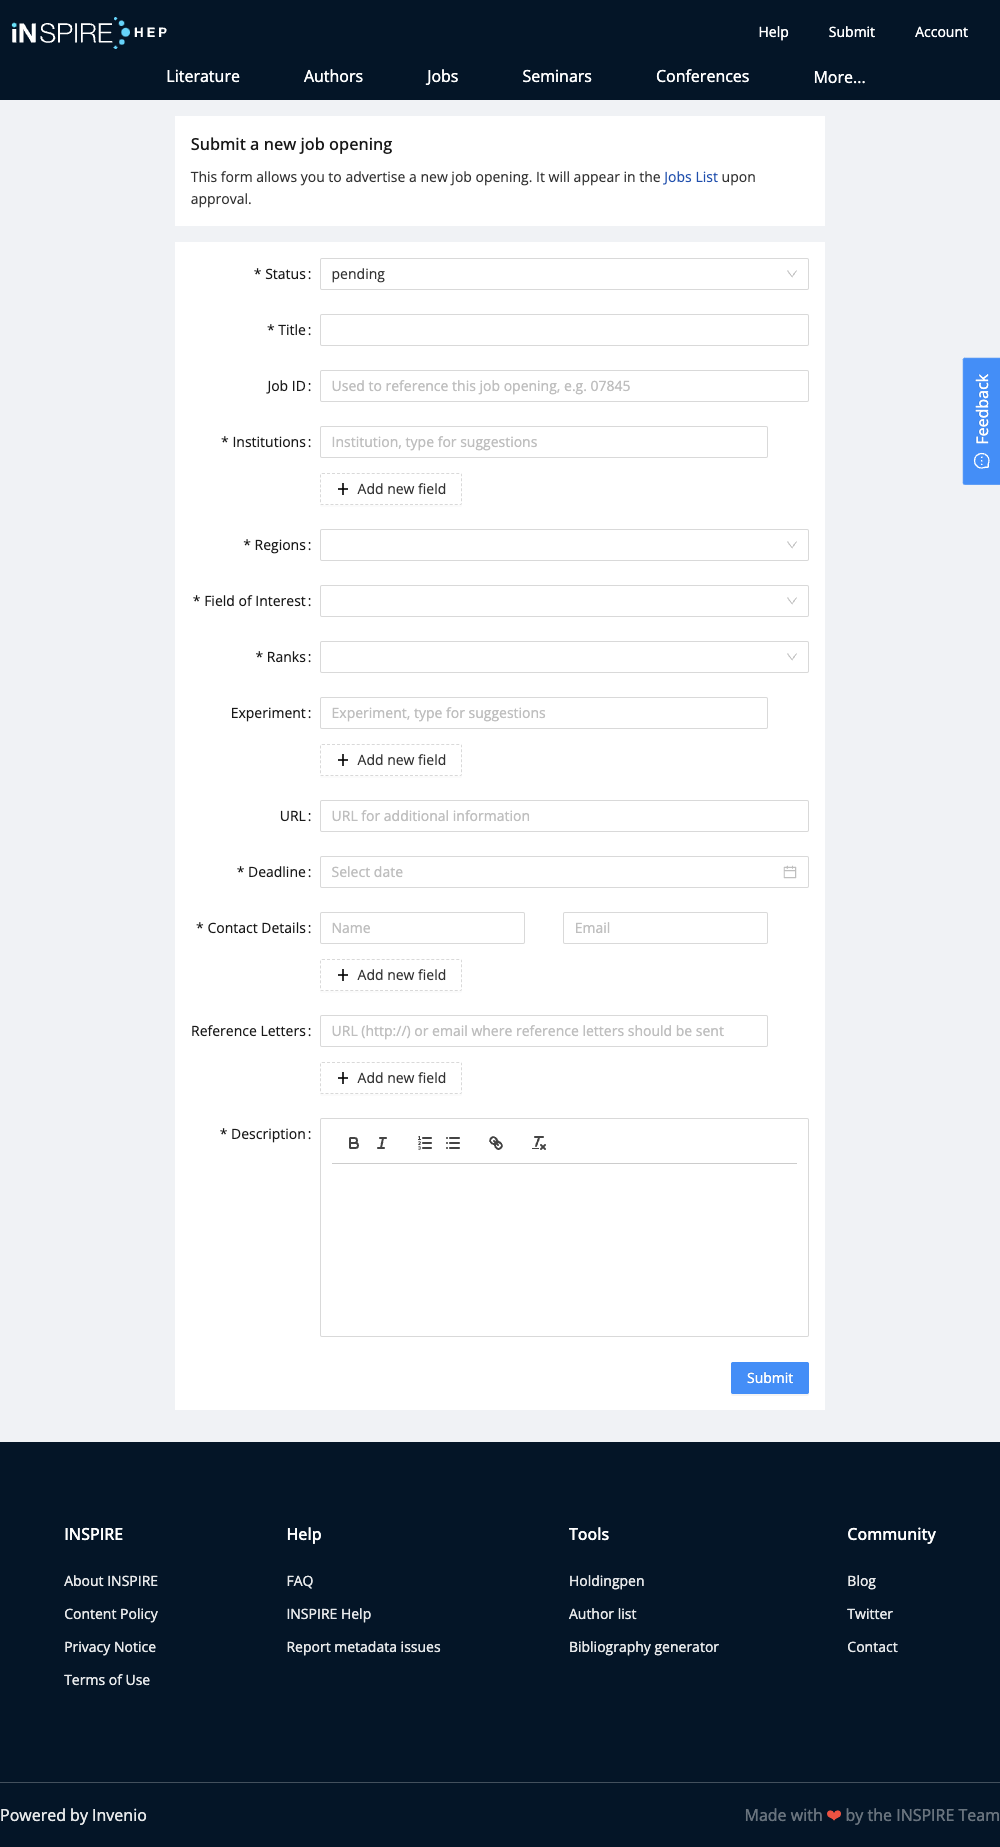 iNSPIRE HEP
Help Submit Account
Literature Authors Jobs Seminars Conferences More...
Submit a new job opening
This form allows you to advertise a new job opening. It will appear in the Jobs List upon
approval.
* Status: pending
* Title:
Job ID: Used to reference this job opening, e.g. 07845
* Institutions: Institution, type for suggestions
+ Add new field
* Regions:
* Field of Interest:
* Ranks:
Experiment: Experiment, type for suggestions
+ Add new field
URL: URL for additional information
* Deadline: Select date
* Contact Details: Name Email
+ Add new field
Reference Letters: URL (http://) or email where reference letters should be sent
+ Add new field
* Description:
Submit
Feedback
INSPIRE Help Tools Community
About INSPIRE FAQ Holdingpen Blog
Content Policy INSPIRE Help Author list Twitter
Privacy Notice Report metadata issues Bibliography generator Contact
Terms of Use
Powered by Invenio Made with ❤ by the INSPIRE Team